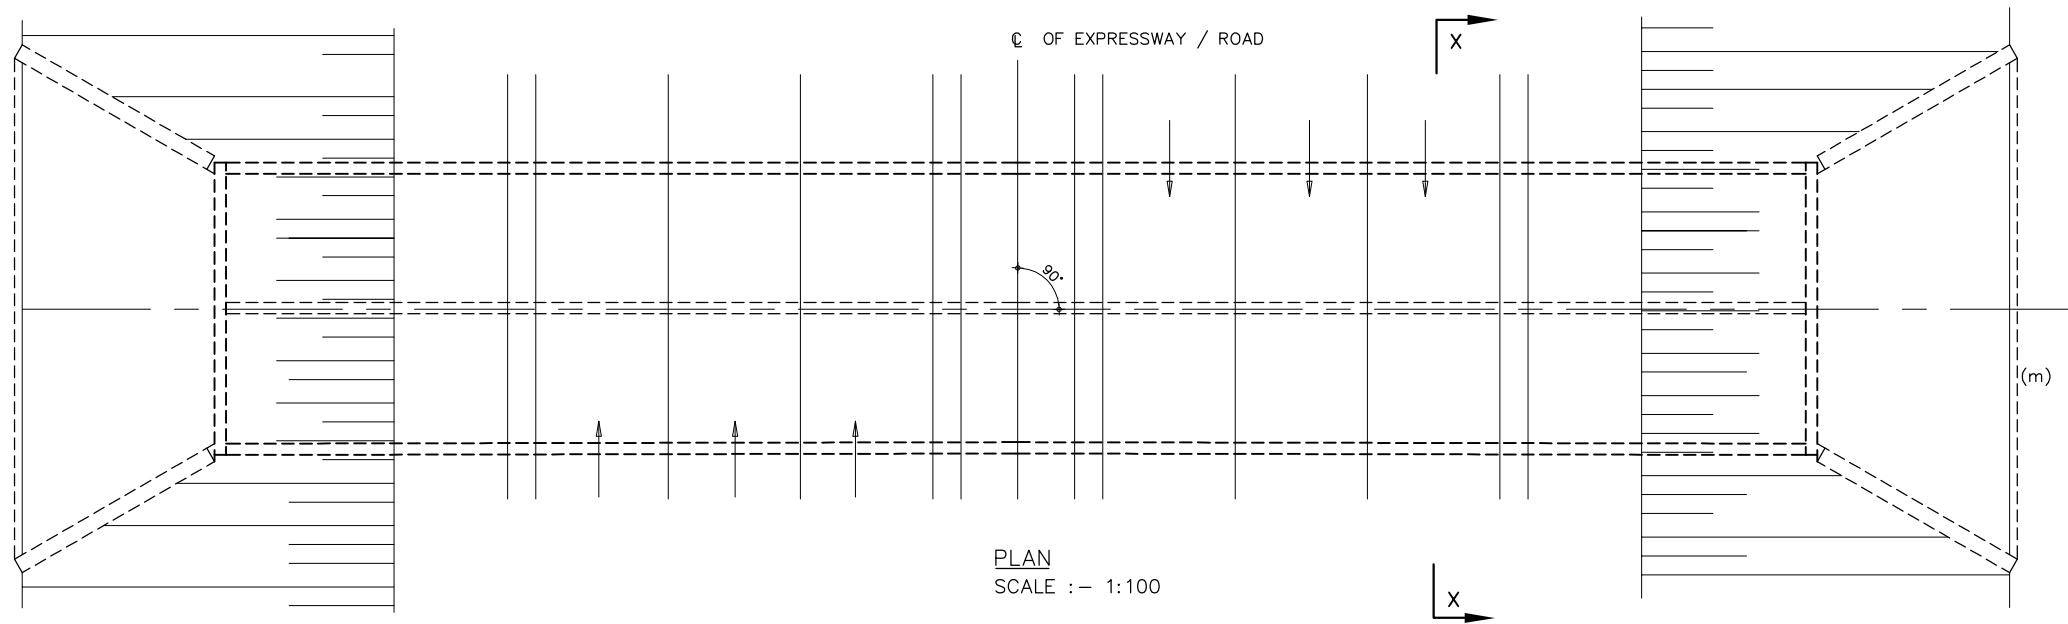 ℄ OF EXPRESSWAY / ROAD
X
90°
(m)
PLAN
SCALE :- 1:100
X